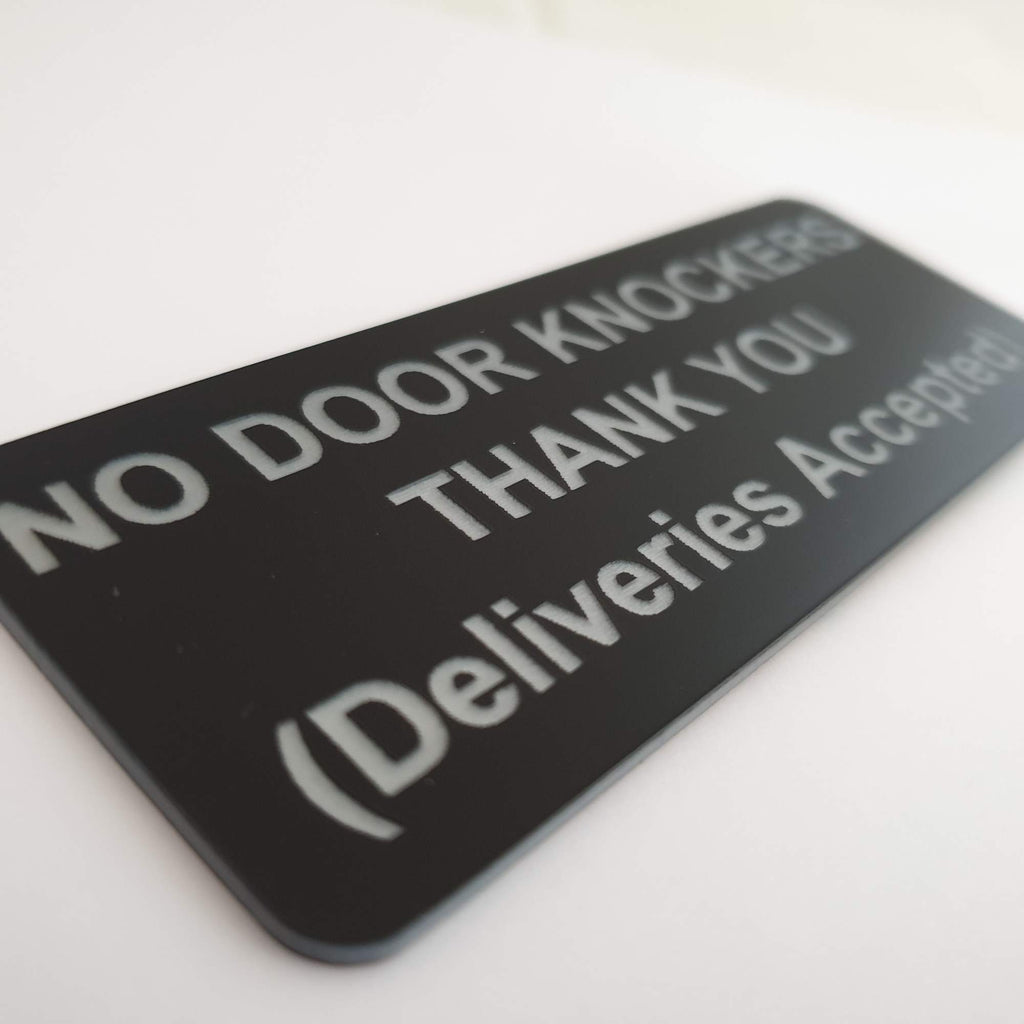 NO DOOR KNOCKERS
THANK YOU
(Deliveries Accepted)